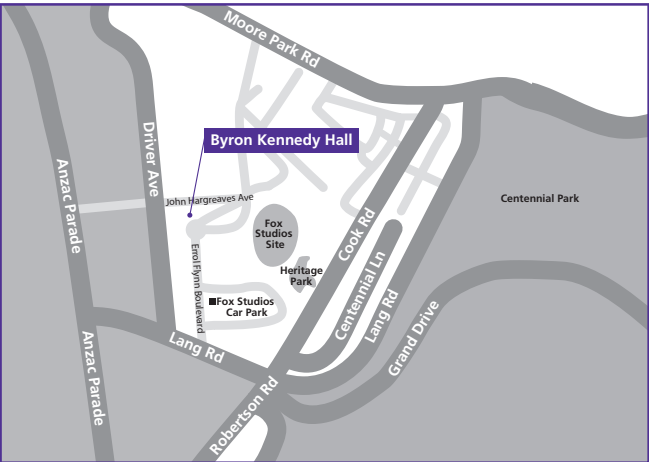 Moore Park Rd
Byron Kennedy Hall
Driver Ave
Anzac Parade
John Hargreaves Ave
Centennial Park
Fox
Studios
Site
Cook Rd
Errol Flynn Boulevard
Heritage
Park
Centennial Ln
Fox Studios
Car Park
Lang Rd
Grand Drive
Anzac Parade
Lang Rd
Robertson Rd